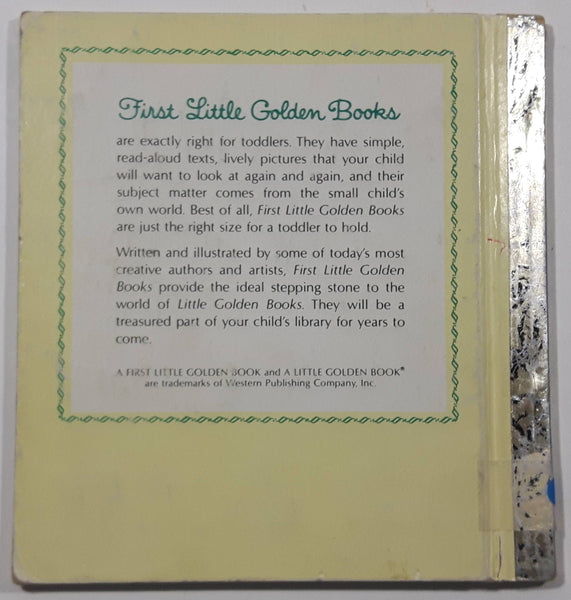 First Little Golden Books
are exactly right for toddlers. They have simple,
read-aloud texts, lively pictures that your child
will want to look at again and again, and their
subject matter comes from the small child's
own world. Best of all, First Little Golden Books
are just the right size for a toddler to hold.
Written and illustrated by some of today's most
creative authors and artists, First Little Golden
Books provide the ideal stepping stone to the
world of Little Golden Books. They will be a
treasured part of your child's library for years to
come.
A FIRST LITTLE GOLDEN BOOK and A LITTLE GOLDEN BOOK®
are trademarks of Western Publishing Company, Inc.